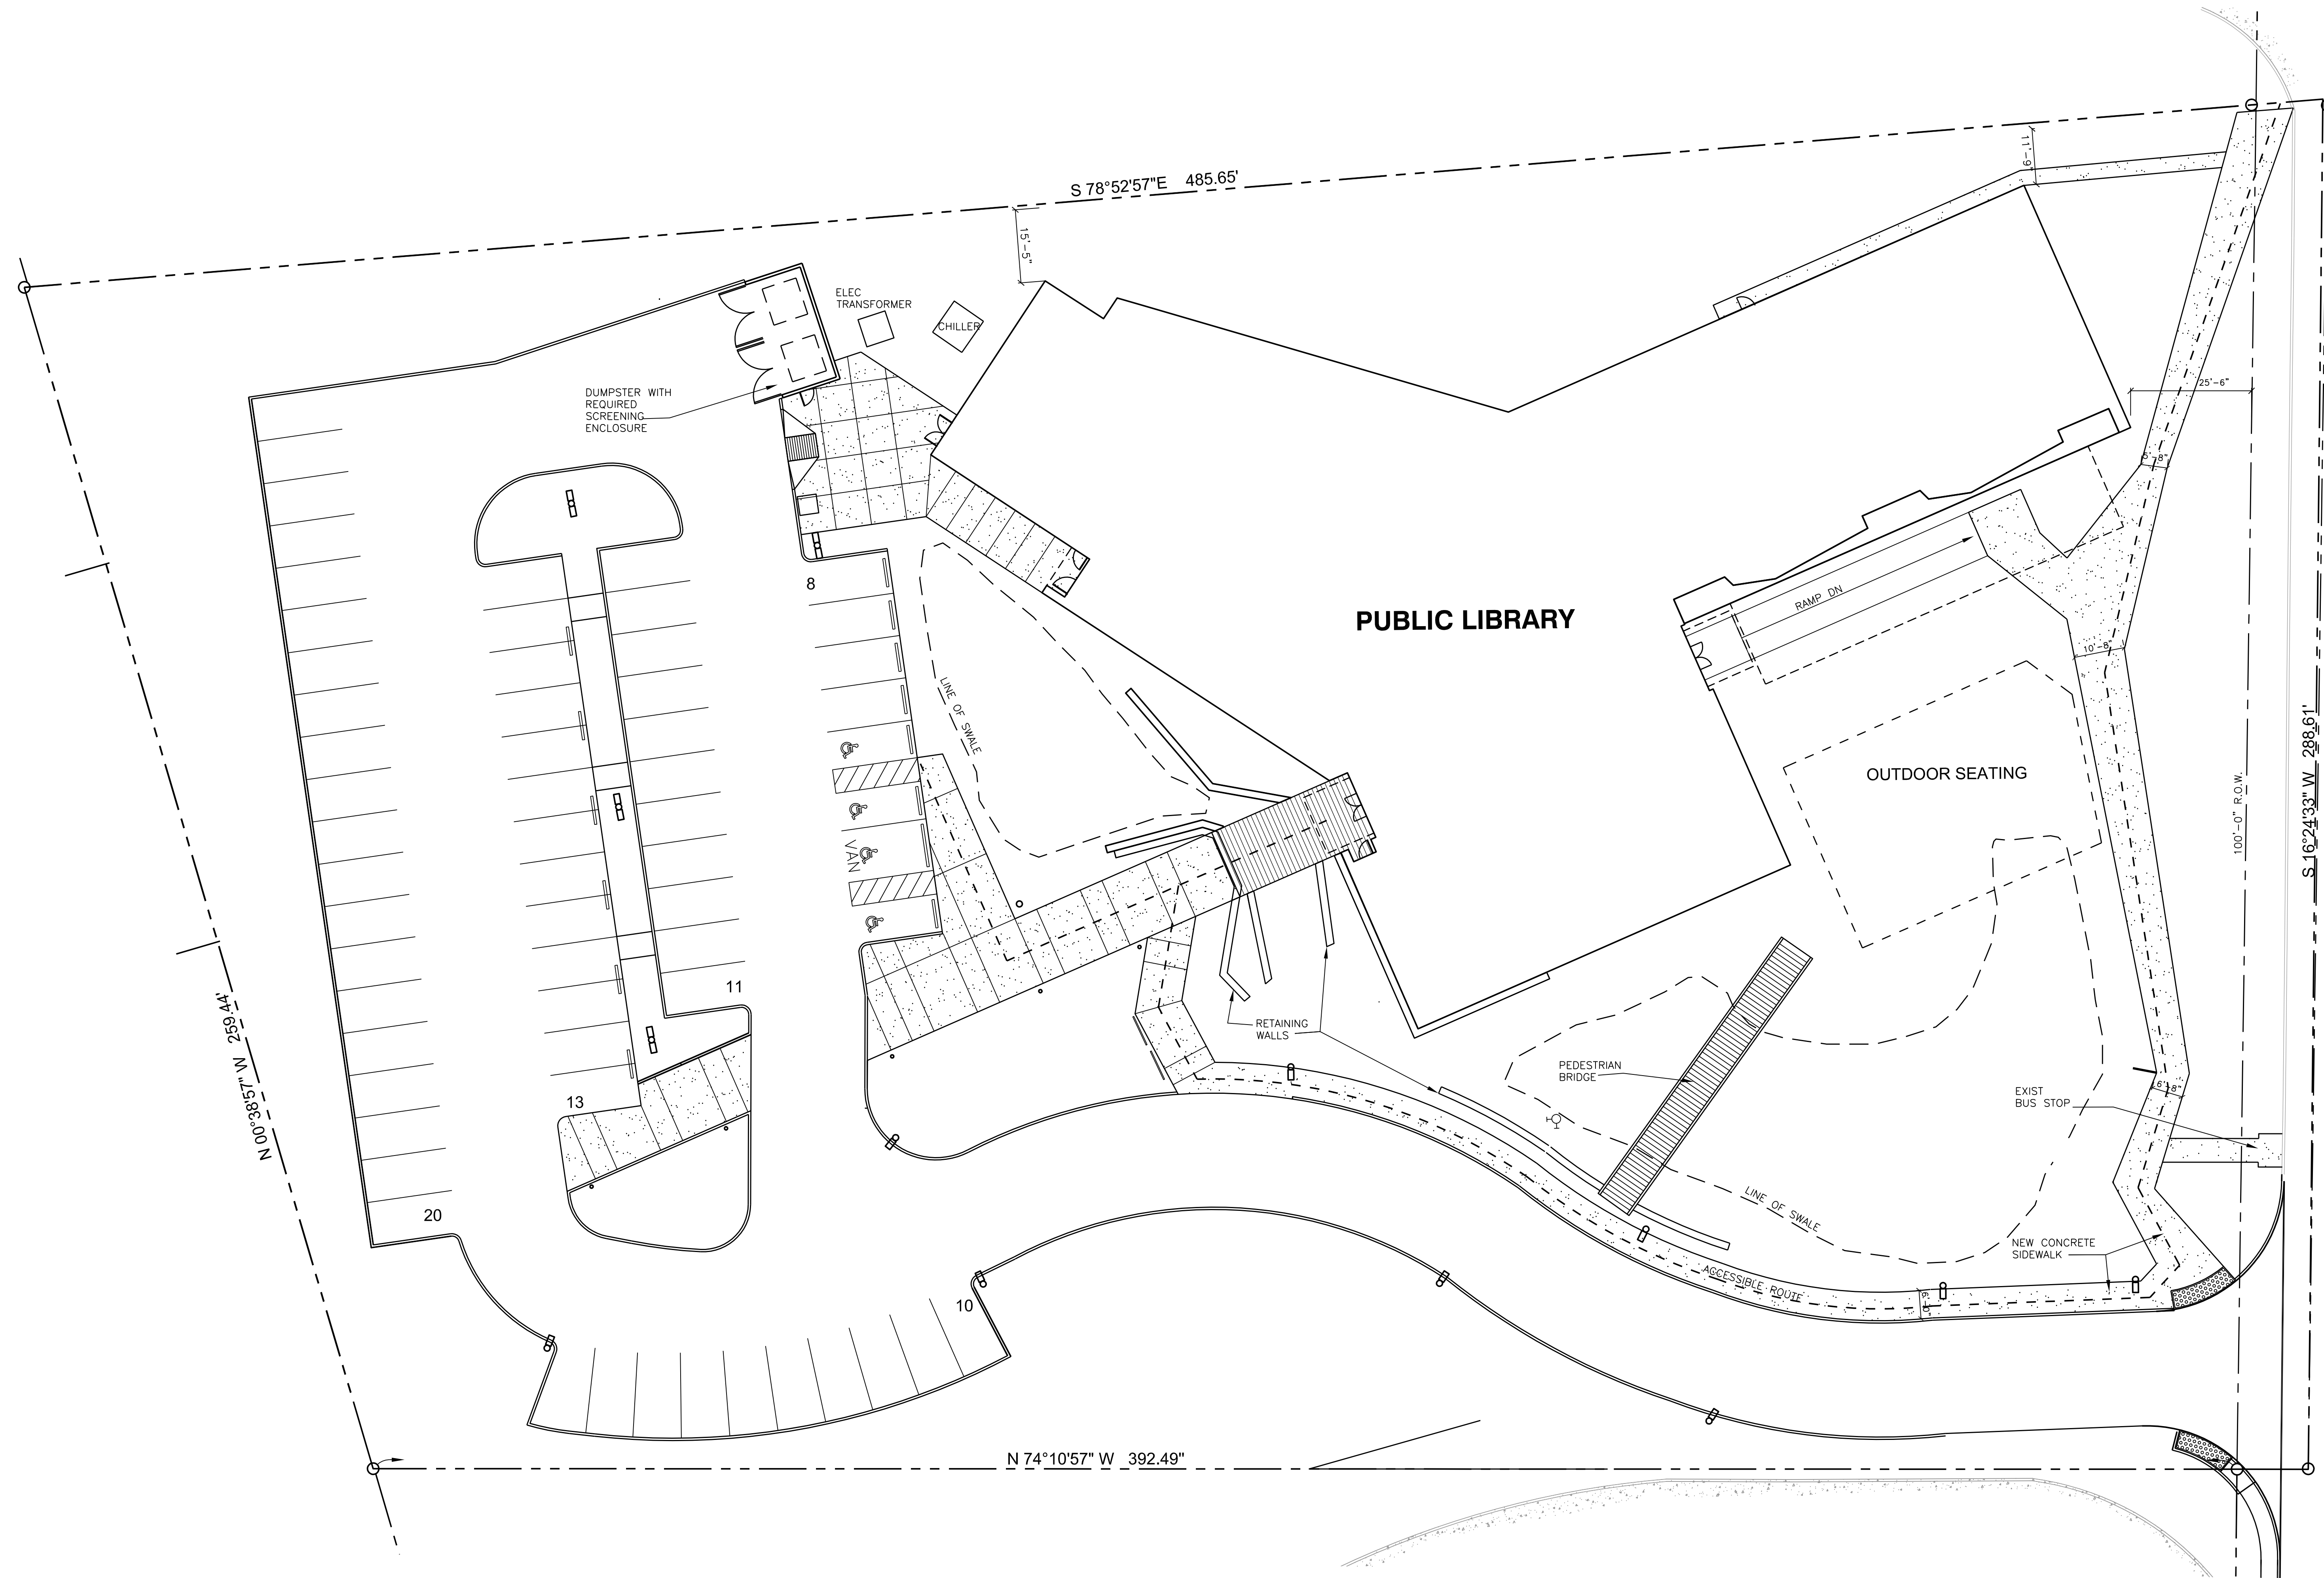 S 78°52'57"E 485.65'
11'-9"
15'-5"
ELEC
TRANSFORMER
CHILLER
DUMPSTER WITH
REQUIRED
SCREENING
ENCLOSURE
25'-6"
5'-8"
8
RAMP DN
PUBLIC LIBRARY
10'-8"
LINE OF SWALE
OUTDOOR SEATING
100'-0" R.O.W.
S 16°24'33" W 288.61'
VAN
11
RETAINING
WALLS
PEDESTRIAN
BRIDGE
6'-8"
EXIST
BUS STOP
N 00°38'57" W 259.44'
13
20
LINE OF SWALE
NEW CONCRETE
SIDEWALK
ACCESSIBLE ROUTE
6'-0"
10
N 74°10'57" W 392.49"